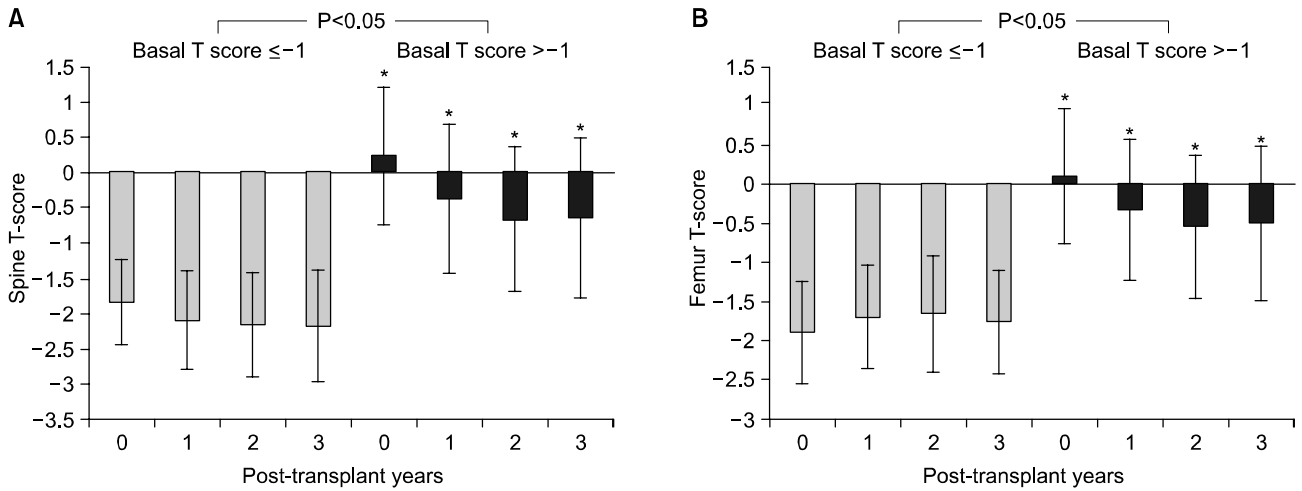 A
P<0.05
Basal T score ≤−1
Basal T score >−1
Spine T-score
1.5
1
0.5
0
−0.5
−1
−1.5
−2
−2.5
−3
−3.5
*
*
*
*
0 1 2 3 0 1 2 3
Post-transplant years
B
P<0.05
Basal T score ≤−1
Basal T score >−1
Femur T-score
1.5
1
0.5
0
−0.5
−1
−1.5
−2
−2.5
−3
*
*
*
*
0 1 2 3 0 1 2 3
Post-transplant years